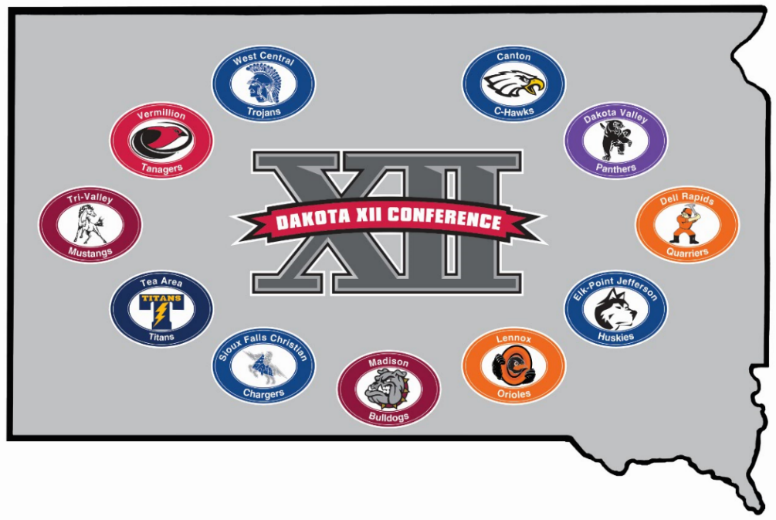 West Central
Trojans
Canton
C-Hawks
Vermillion
Tanagers
Dakota Valley
Panthers
XII
DAKOTA XII CONFERENCE
Tri-Valley
Mustangs
Dell Rapids
Quarriers
Tea Area
TITANS
T
Titans
Elk-Point Jefferson
Huskies
Sioux Falls Christian
Chargers
Lennox
Orioles
Madison
Bulldogs